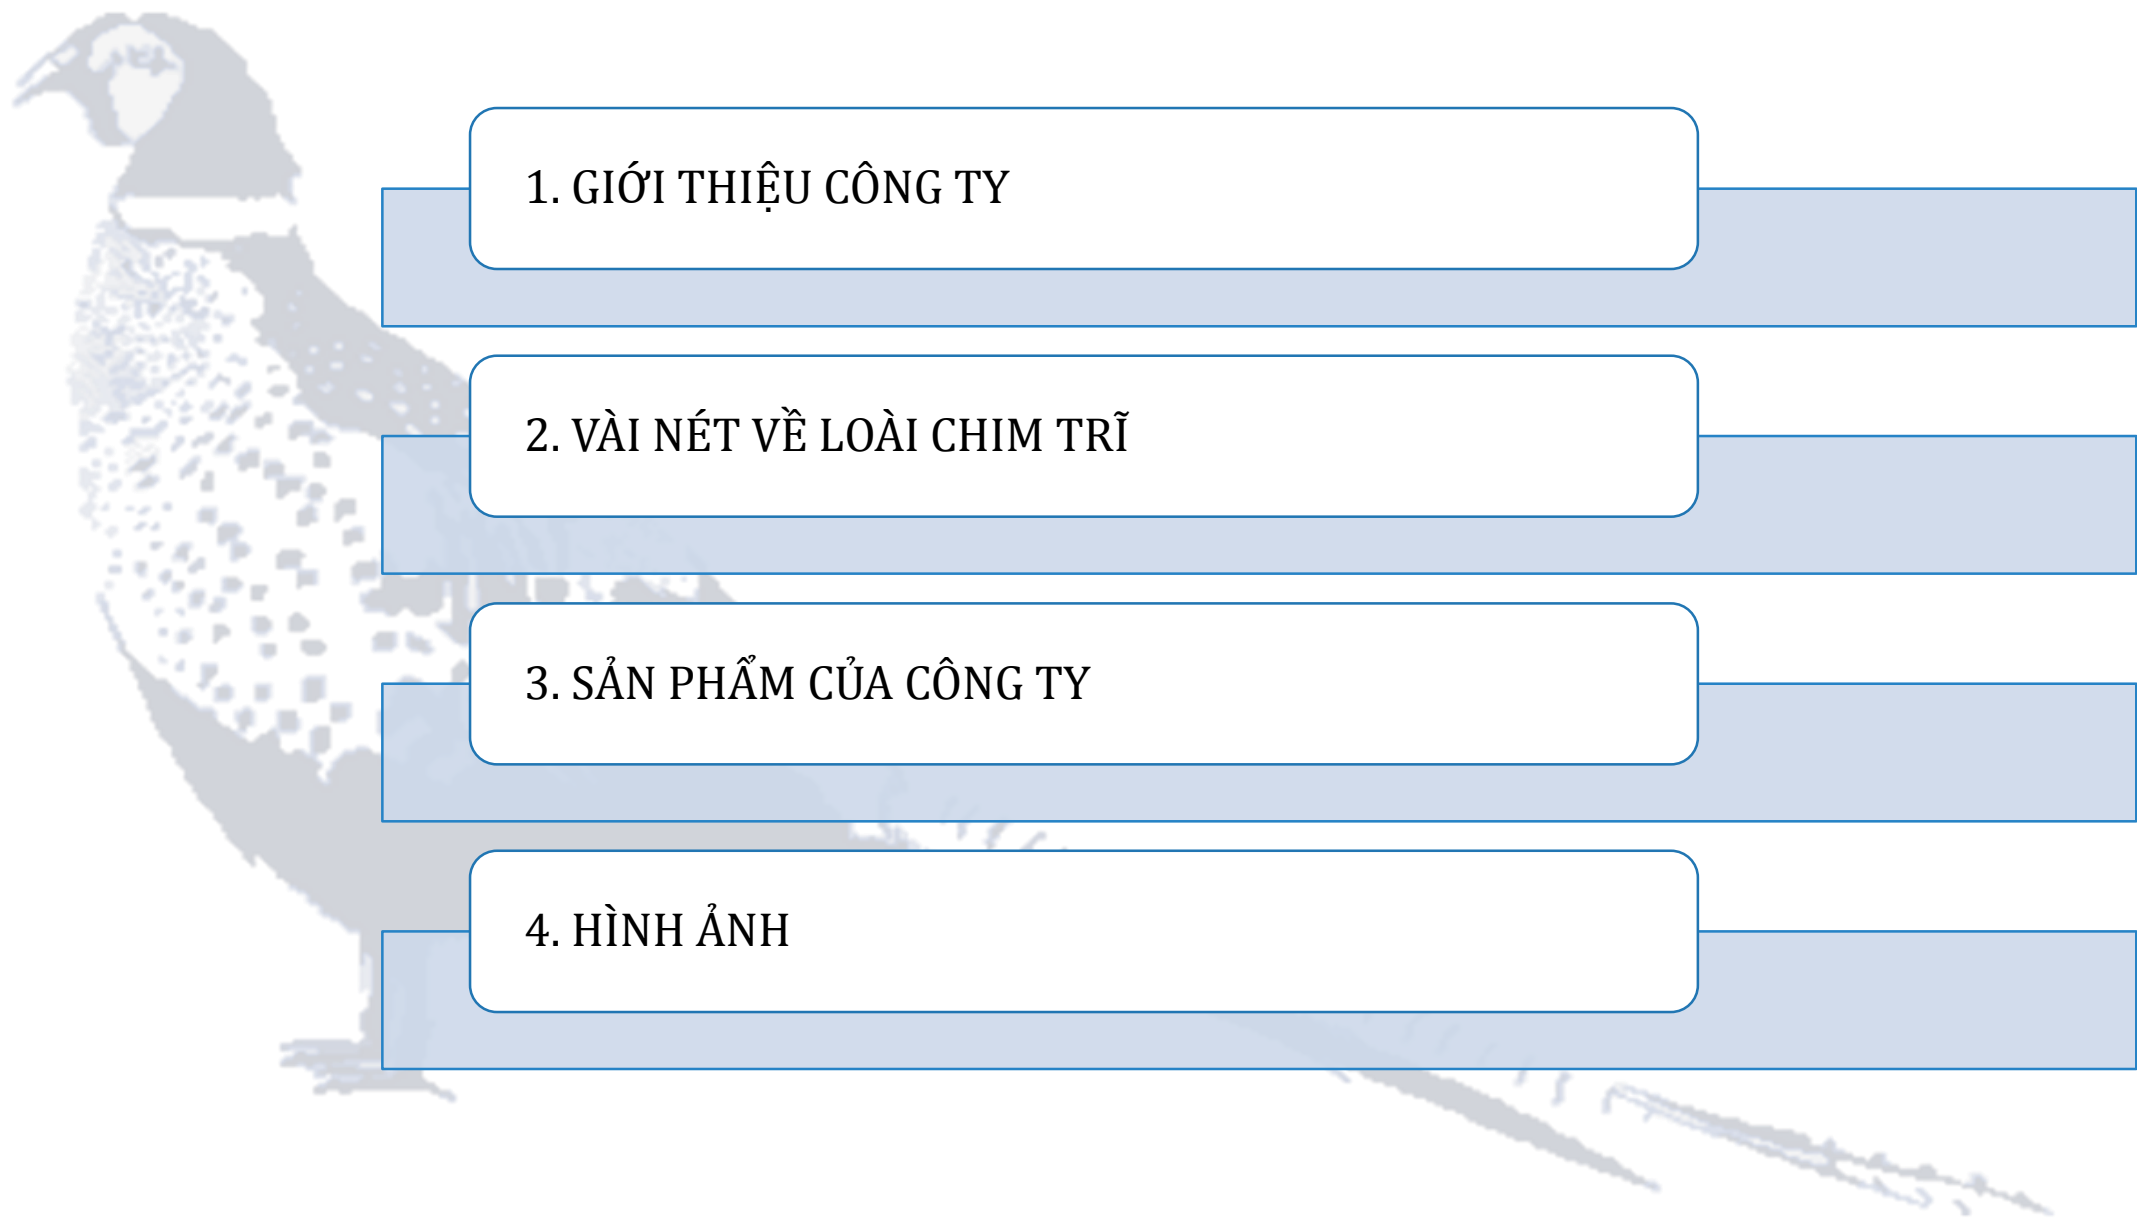 1. GIỚI THIỆU CÔNG TY
2. VÀI NÉT VỀ LOÀI CHIM TRĨ
3. SẢN PHẨM CỦA CÔNG TY
4. HÌNH ẢNH